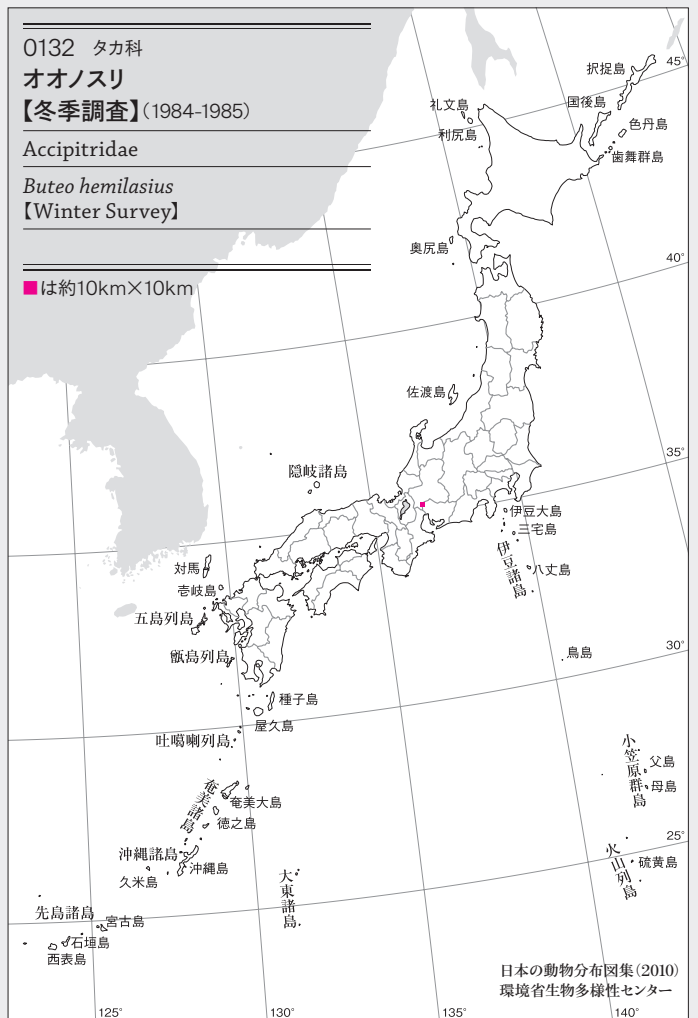 0132 タカ科
オオノスリ
【冬季調査】(1984-1985)
Accipitridae
Buteo hemilasius
【Winter Survey】
■は約10km×10km
45°
択捉島
国後島
礼文島
色丹島
利尻島
歯舞群島
奥尻島
40°
佐渡島
35°
隠岐諸島
伊豆大島
三宅島
伊豆諸島
八丈島
対馬
壱岐島
五島列島
甑島列島
鳥島
30°
種子島
屋久島
吐噶喇列島
小笠原群島
父島
母島
奄美諸島
奄美大島
徳之島
25°
沖縄諸島
沖縄島
久米島
火山列島
硫黄島
大東諸島
先島諸島
宮古島
石垣島
西表島
日本の動物分布図集(2010)
環境省生物多様性センター
125°
130°
135°
140°